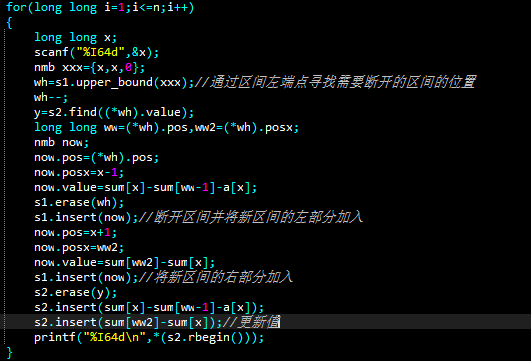 for(long long i=1;i<=n;i++)
{
long long x;
scanf("%I64d",&x);
nmb xxx={x,x,0};
wh=s1.upper_bound(xxx);//通过区间左端点寻找需要断开的区间的位置
wh--;
y=s2.find((*wh).value);
long long ww=(*wh).pos,ww2=(*wh).posx;
nmb now;
now.pos=(*wh).pos;
now.posx=x-1;
now.value=sum[x]-sum[ww-1]-a[x];
s1.erase(wh);
s1.insert(now);//断开区间并将新区间的左部分加入
now.pos=x+1;
now.posx=ww2;
now.value=sum[ww2]-sum[x];
s1.insert(now);//将新区间的右部分加入
s2.erase(y);
s2.insert(sum[x]-sum[ww-1]-a[x]);
s2.insert(sum[ww2]-sum[x]);//更新值
printf("%I64d\n",*(s2.rbegin()));
}